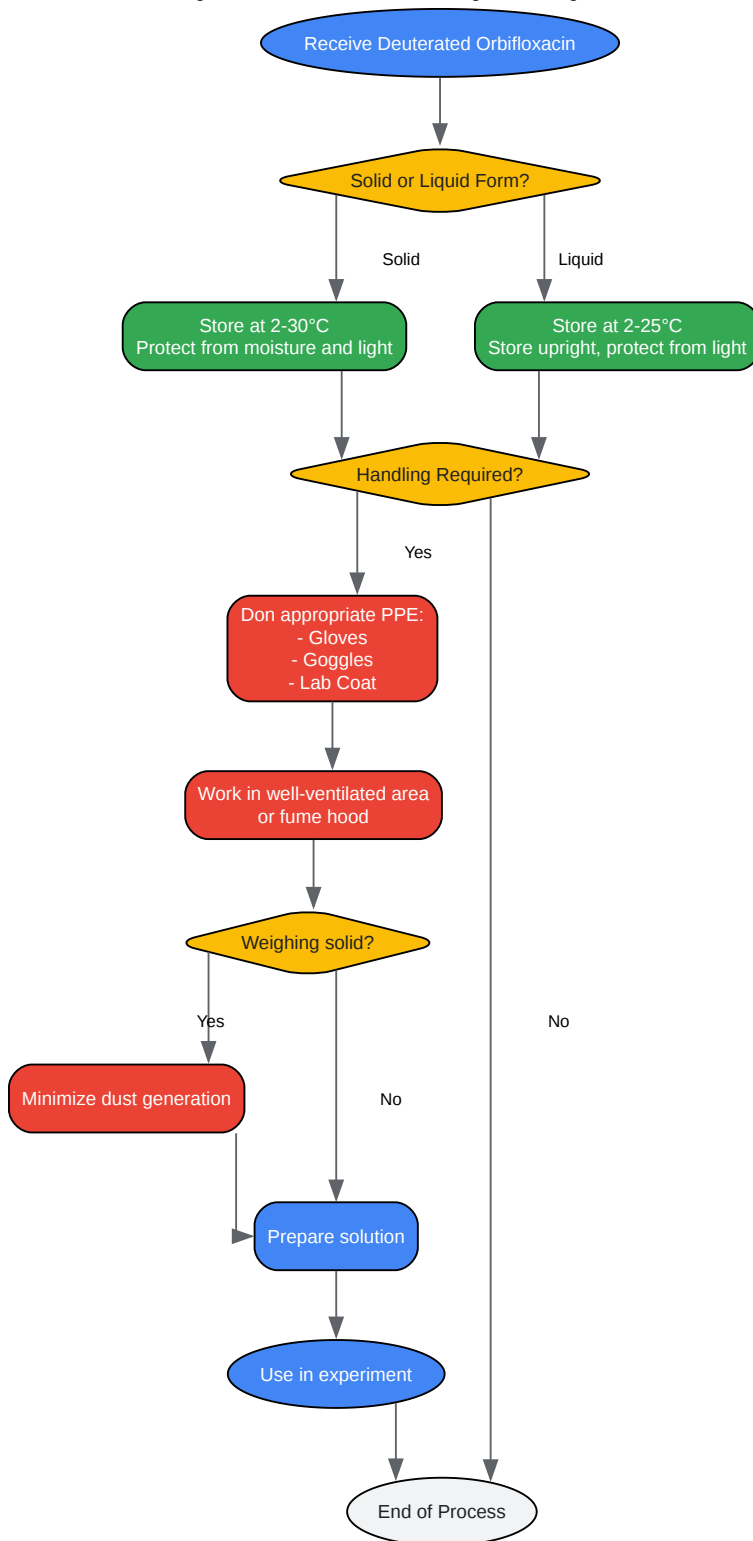 Receive Deuterated Orbifloxacin
Solid or Liquid Form?
Solid
Liquid
Store at 2-30°C
Protect from moisture and light
Store at 2-25°C
Store upright, protect from light
Handling Required?
Yes
Don appropriate PPE:
- Gloves
- Goggles
- Lab Coat
Work in well-ventilated area
or fume hood
Weighing solid?
Yes
No
Minimize dust generation
No
Prepare solution
Use in experiment
End of Process